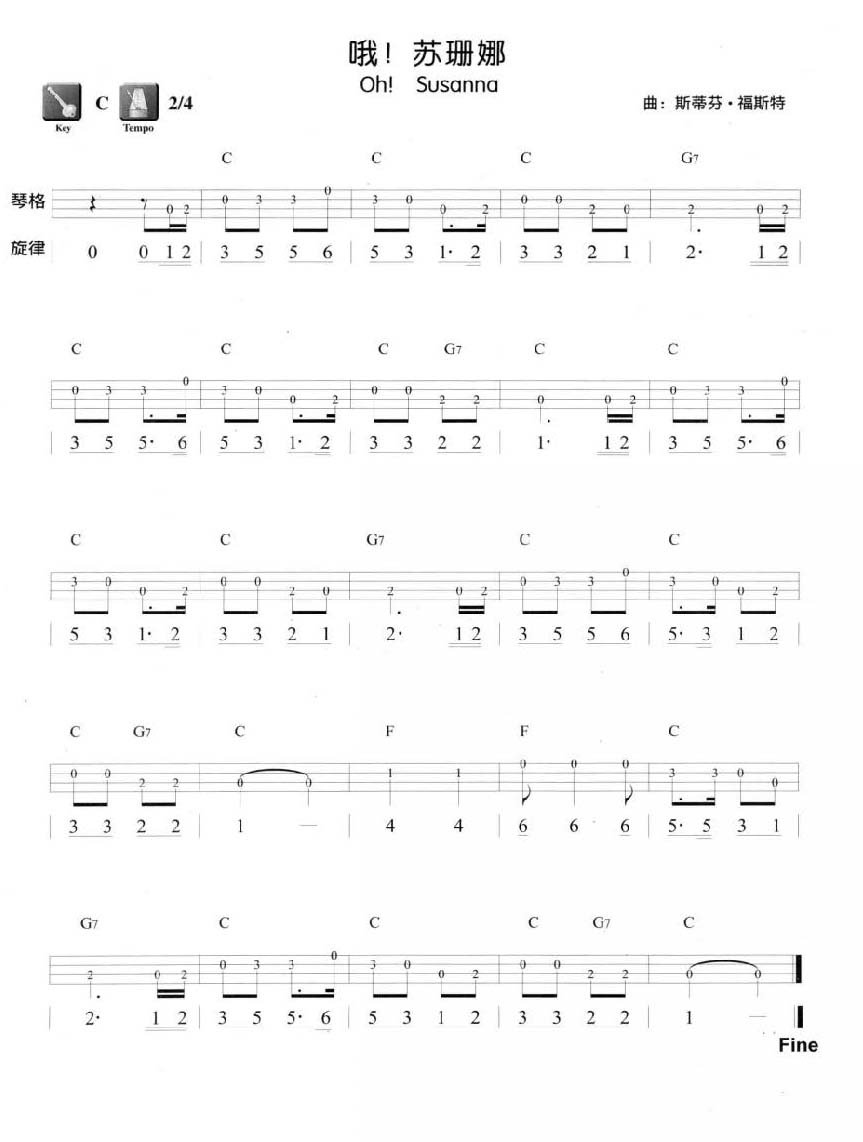 哦！苏珊娜
Oh! Susanna
C 2/4
Key Tempo
曲：斯蒂芬·福斯特
C C C G7
琴格 0 2 0 3 3 0 3 0 0 2 0 0 2 0 2 0 2
旋律 0 0 1 2 | 3 5 5 6 | 5 3 1· 2 | 3 3 2 1 | 2· 1 2 |
C C C G7 C C
0 3 3 0 3 0 0 2 0 0 2 2 0 0 2 0 3 3 0
| 3 5 5· 6 | 5 3 1· 2 | 3 3 2 2 | 1· 1 2 | 3 5 5· 6 |
C C G7 C C
3 0 0 2 0 0 2 0 2 0 2 0 3 3 0 3 0 0 2
| 5 3 1· 2 | 3 3 2 1 | 2· 1 2 | 3 5 5 6 | 5· 3 1 2 |
C G7 C F F C
0 0 2 2 0 0 1 1 0 0 0 3 3 0 0
| 3 3 2 2 | 1 — | 4 4 | 6 6 6 | 5· 5 3 1 |
G7 C C C G7 C
2 0 2 0 3 3 0 3 0 0 2 0 0 2 2 0 0
| 2· 1 2 | 3 5 5· 6 | 5 3 1 2 | 3 3 2 2 | 1 — |
Fine